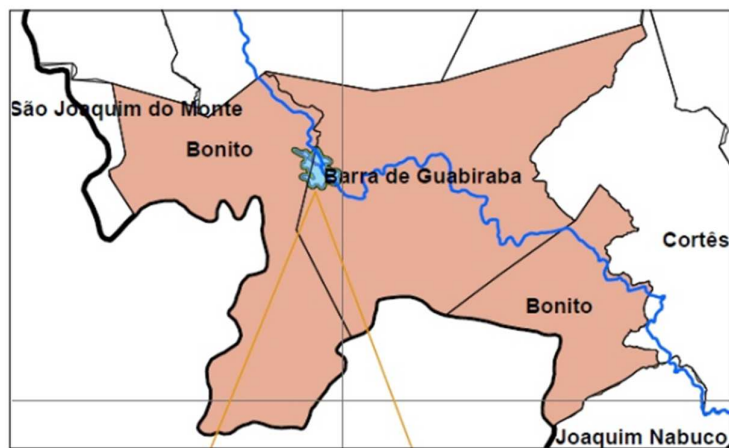 São Joaquim do Monte
Bonito
Barra de Guabiraba
Cortês
Bonito
Joaquim Nabuco